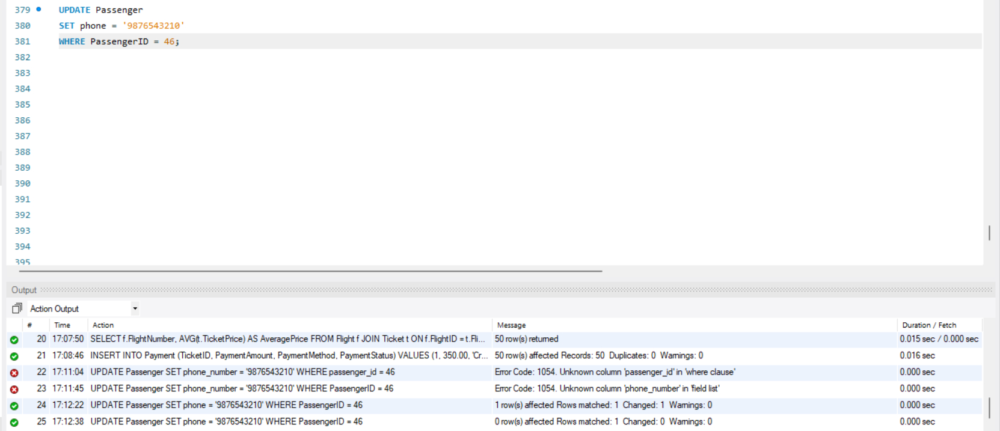 379 UPDATE Passenger
380 SET phone = '9876543210'
381 WHERE PassengerID = 46;
382
383
384
385
386
387
388
389
390
391
392
393
394
395
Output
Action Output
# Time Action Message Duration / Fetch
20 17:07:50 SELECT f.FlightNumber, AVG(t.TicketPrice) AS AveragePrice FROM Flight f JOIN Ticket t ON f.FlightID = t.Fli... 50 row(s) returned 0.015 sec / 0.000 sec
21 17:08:46 INSERT INTO Payment (TicketID, PaymentAmount, PaymentMethod, PaymentStatus) VALUES (1, 350.00, 'Cr... 50 row(s) affected Records: 50 Duplicates: 0 Warnings: 0 0.016 sec
22 17:11:04 UPDATE Passenger SET phone_number = '9876543210' WHERE passenger_id = 46 Error Code: 1054. Unknown column 'passenger_id' in 'where clause' 0.000 sec
23 17:11:45 UPDATE Passenger SET phone_number = '9876543210' WHERE PassengerID = 46 Error Code: 1054. Unknown column 'phone_number' in 'field list' 0.000 sec
24 17:12:22 UPDATE Passenger SET phone = '9876543210' WHERE PassengerID = 46 1 row(s) affected Rows matched: 1 Changed: 1 Warnings: 0 0.000 sec
25 17:12:38 UPDATE Passenger SET phone = '9876543210' WHERE PassengerID = 46 0 row(s) affected Rows matched: 1 Changed: 0 Warnings: 0 0.000 sec